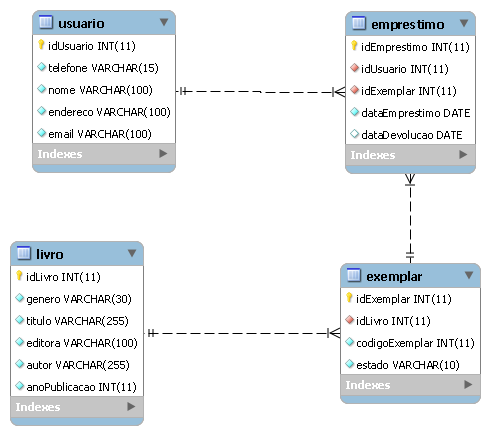 usuario
idUsuario INT(11)
telefone VARCHAR(15)
nome VARCHAR(100)
endereco VARCHAR(100)
email VARCHAR(100)
Indexes
emprestimo
idEmprestimo INT(11)
idUsuario INT(11)
idExemplar INT(11)
dataEmprestimo DATE
dataDevolucao DATE
Indexes
livro
idLivro INT(11)
genero VARCHAR(30)
titulo VARCHAR(255)
editora VARCHAR(100)
autor VARCHAR(255)
anoPublicacao INT(11)
Indexes
exemplar
idExemplar INT(11)
idLivro INT(11)
codigoExemplar INT(11)
estado VARCHAR(10)
Indexes